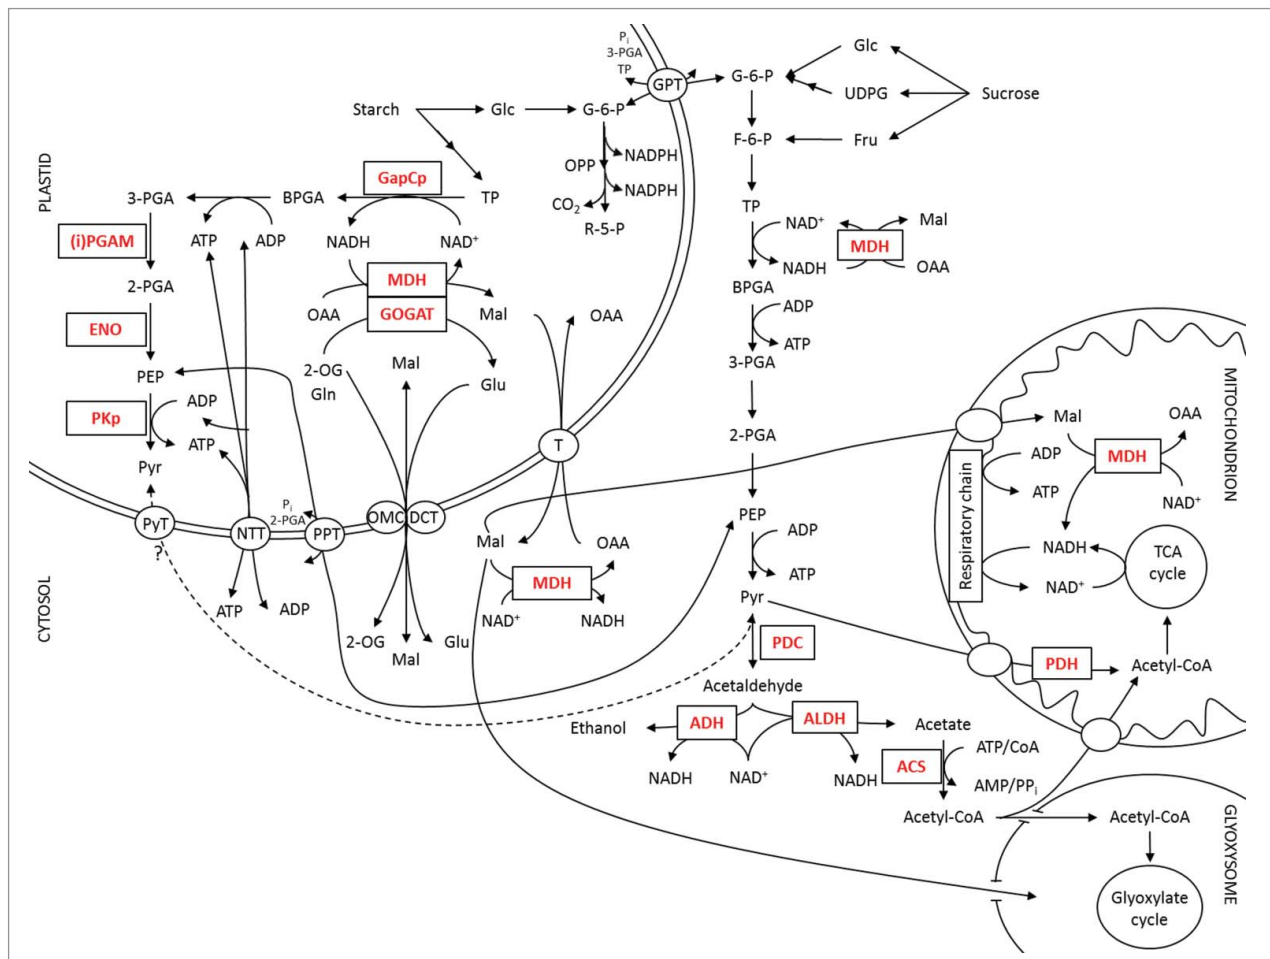 PLASTID
CYTOSOL
Starch
Glc
G-6-P
Pi
3-PGA
TP
GPT
G-6-P
Glc
UDPG
Sucrose
F-6-P
Fru
OPP
NADPH
NADPH
CO2
R-5-P
3-PGA
BPGA
GapCp
TP
(i)PGAM
ATP
ADP
NADH
NAD+
2-PGA
MDH
OAA
GOGAT
Mal
OAA
ENO
2-OG
Gln
Mal
Glu
PEP
PKp
ADP
ATP
Pyr
T
PyT
?
NTT
Pi
2-PGA
PPT
OMC
DCT
ATP
ADP
2-OG
Mal
Glu
Mal
OAA
MDH
NAD+
NADH
TP
NAD+
NADH
MDH
Mal
OAA
BPGA
ADP
ATP
3-PGA
2-PGA
PEP
ADP
ATP
Pyr
PDC
Acetaldehyde
Ethanol
ADH
ALDH
Acetate
NADH
NAD+
NADH
ACS
ATP/CoA
AMP/PPi
Acetyl-CoA
MITOCHONDRION
Mal
OAA
ADP
MDH
ATP
NAD+
Respiratory chain
NADH
NAD+
TCA
cycle
PDH
Acetyl-CoA
GLYOXYSOME
Acetyl-CoA
Glyoxylate
cycle